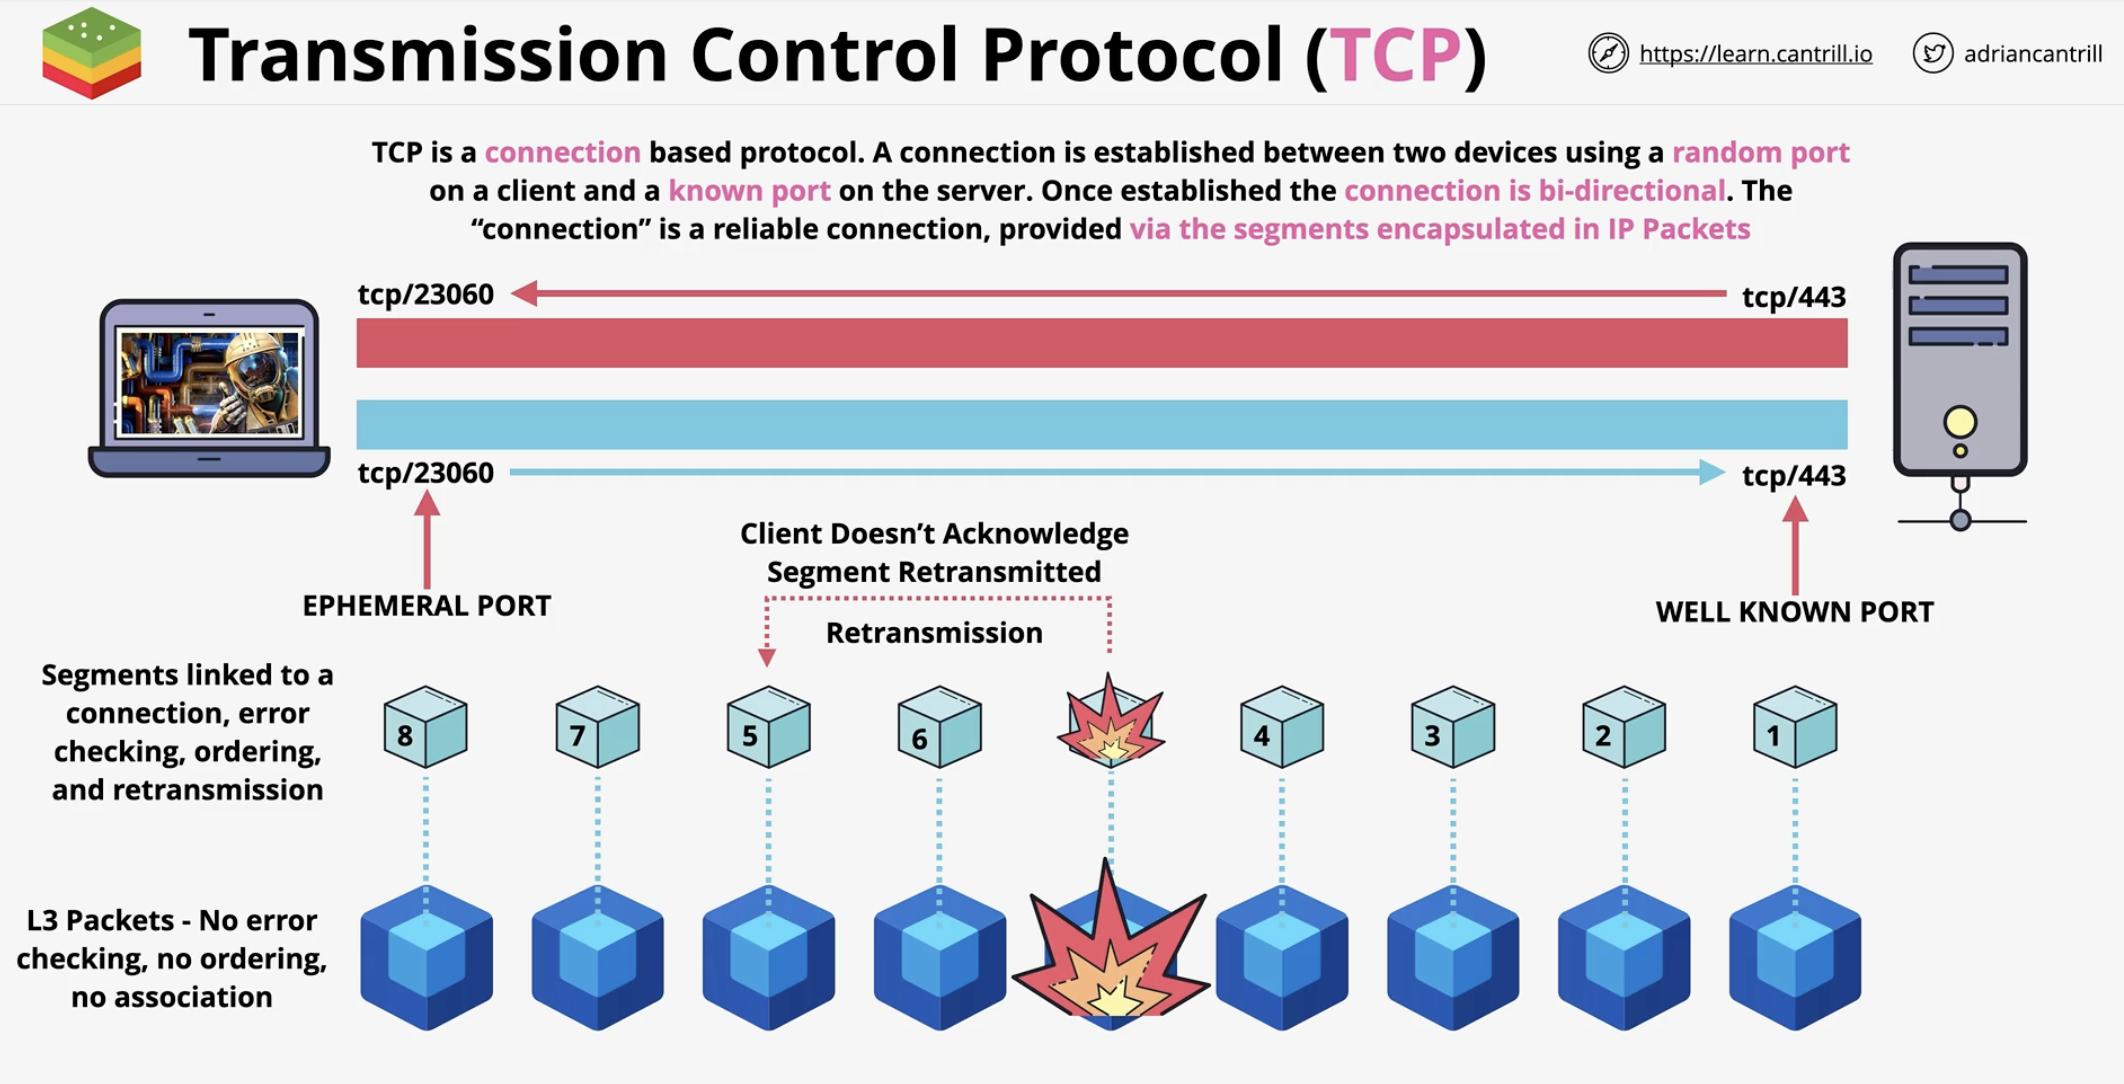 Transmission Control Protocol (TCP)
https://learn.cantrill.io
adriancantrill
TCP is a connection based protocol. A connection is established between two devices using a random port
on a client and a known port on the server. Once established the connection is bi-directional. The
“connection” is a reliable connection, provided via the segments encapsulated in IP Packets
tcp/23060
tcp/443
tcp/23060
tcp/443
EPHEMERAL PORT
WELL KNOWN PORT
Client Doesn’t Acknowledge
Segment Retransmitted
Retransmission
Segments linked to a
connection, error
checking, ordering,
and retransmission
8
7
5
6
4
3
2
1
L3 Packets - No error
checking, no ordering,
no association